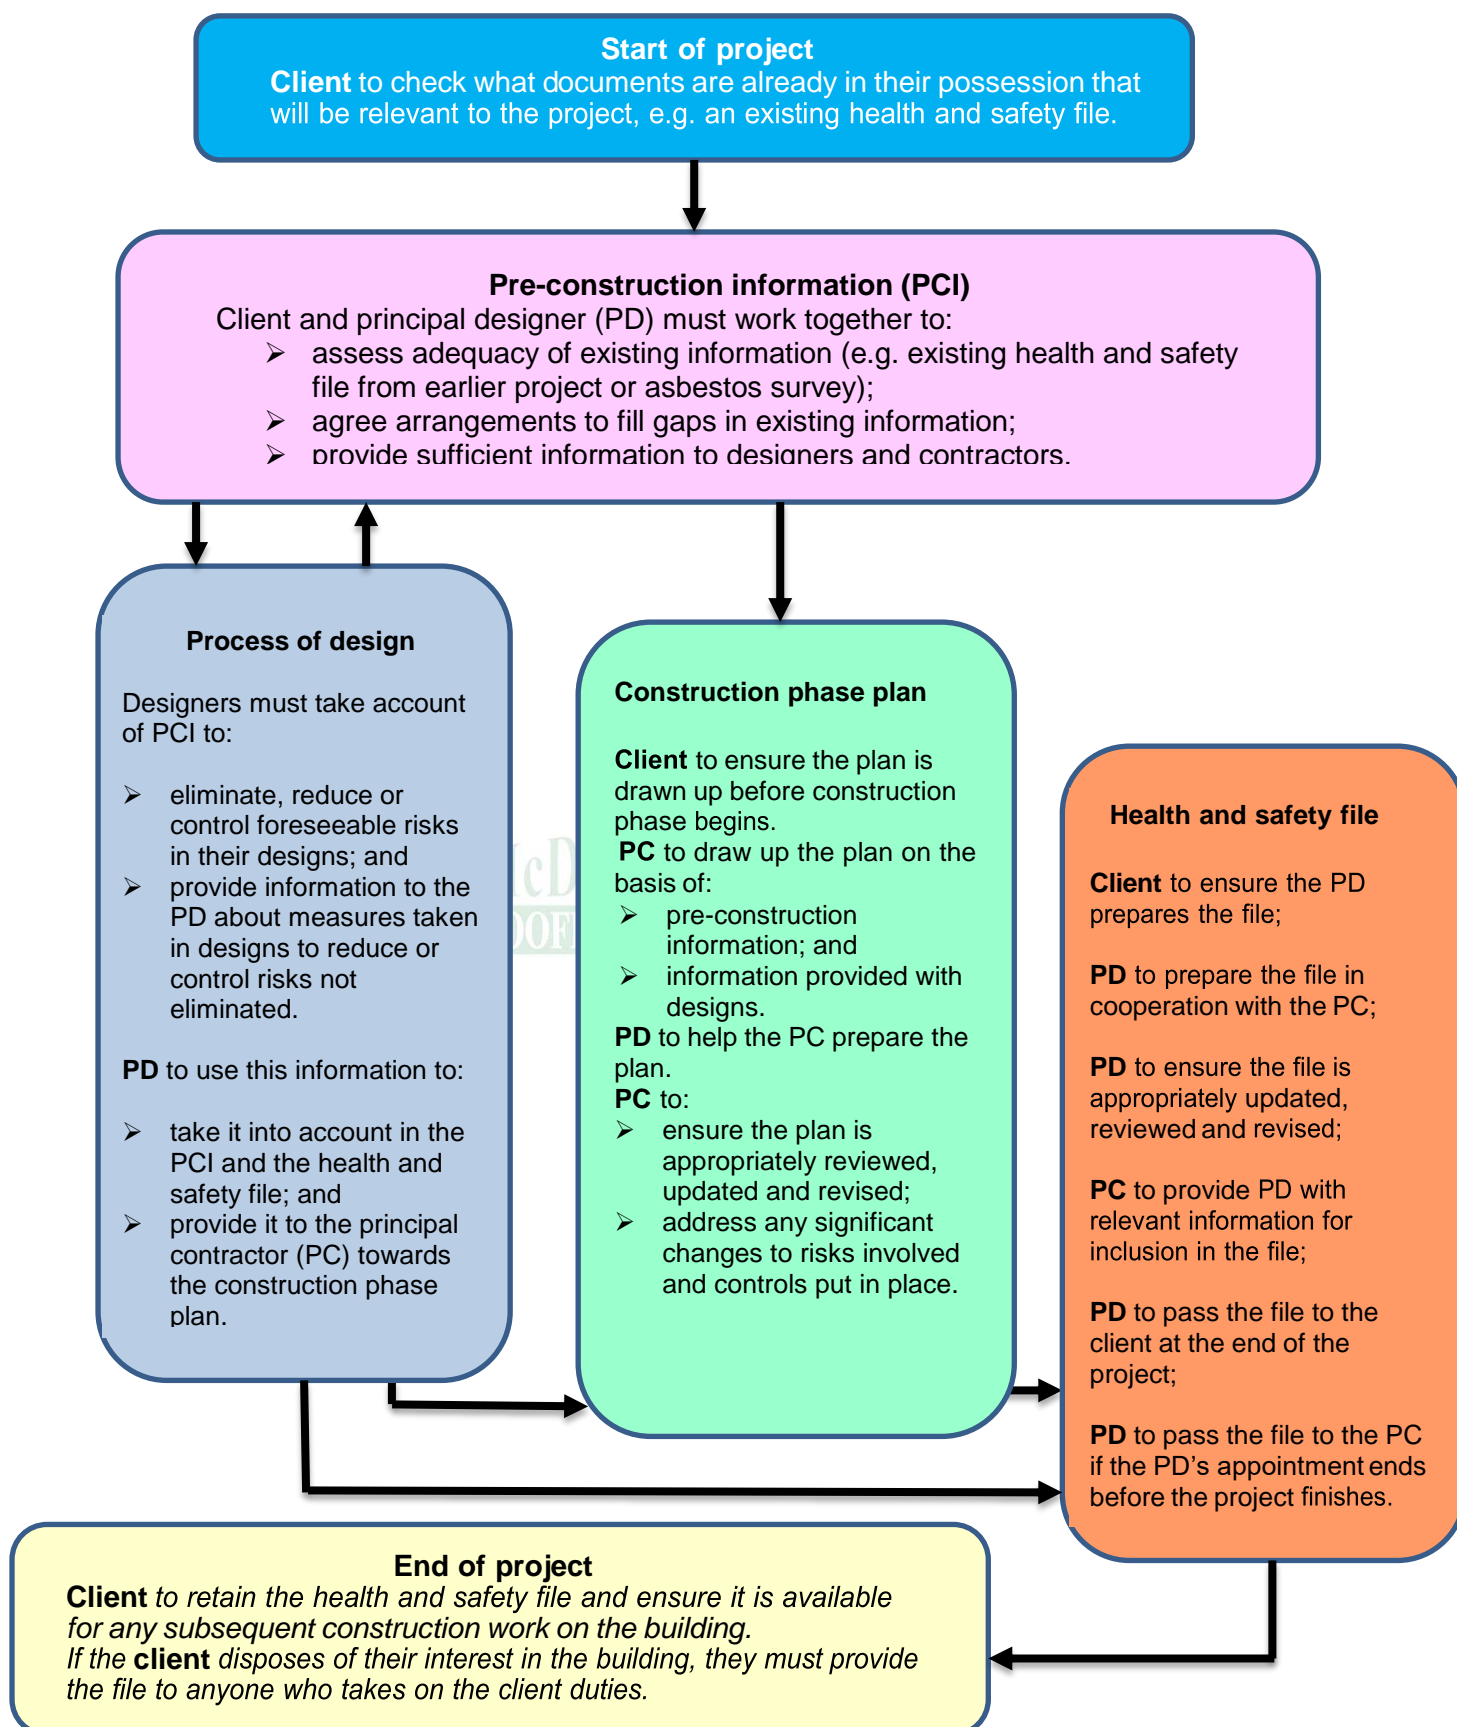 Start of project
Client to check what documents are already in their possession that
will be relevant to the project, e.g. an existing health and safety file.
Pre-construction information (PCI)
Client and principal designer (PD) must work together to:
➢ assess adequacy of existing information (e.g. existing health and safety
file from earlier project or asbestos survey);
➢ agree arrangements to fill gaps in existing information;
➢ provide sufficient information to designers and contractors.
Process of design
Designers must take account
of PCI to:
➢ eliminate, reduce or
control foreseeable risks
in their designs; and
➢ provide information to the
PD about measures taken
in designs to reduce or
control risks not
eliminated.
PD to use this information to:
➢ take it into account in the
PCI and the health and
safety file; and
➢ provide it to the principal
contractor (PC) towards
the construction phase
plan.
Construction phase plan
Client to ensure the plan is
drawn up before construction
phase begins.
PC to draw up the plan on the
basis of:
➢ pre-construction
information; and
➢ information provided with
designs.
PD to help the PC prepare the
plan.
PC to:
➢ ensure the plan is
appropriately reviewed,
updated and revised;
➢ address any significant
changes to risks involved
and controls put in place.
Health and safety file
Client to ensure the PD
prepares the file;
PD to prepare the file in
cooperation with the PC;
PD to ensure the file is
appropriately updated,
reviewed and revised;
PC to provide PD with
relevant information for
inclusion in the file;
PD to pass the file to the
client at the end of the
project;
PD to pass the file to the PC
if the PD's appointment ends
before the project finishes.
End of project
Client to retain the health and safety file and ensure it is available
for any subsequent construction work on the building.
If the client disposes of their interest in the building, they must provide
the file to anyone who takes on the client duties.